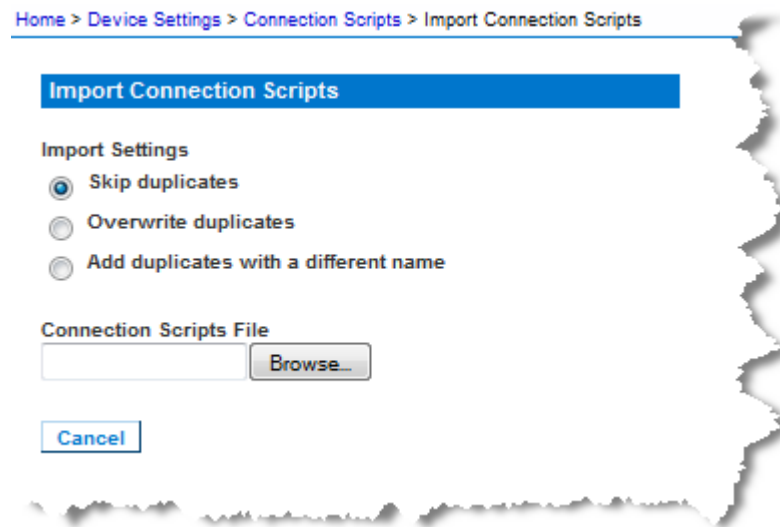 Home > Device Settings > Connection Scripts > Import Connection Scripts
Import Connection Scripts
Import Settings
Skip duplicates
Overwrite duplicates
Add duplicates with a different name
Connection Scripts File
Browse...
Cancel